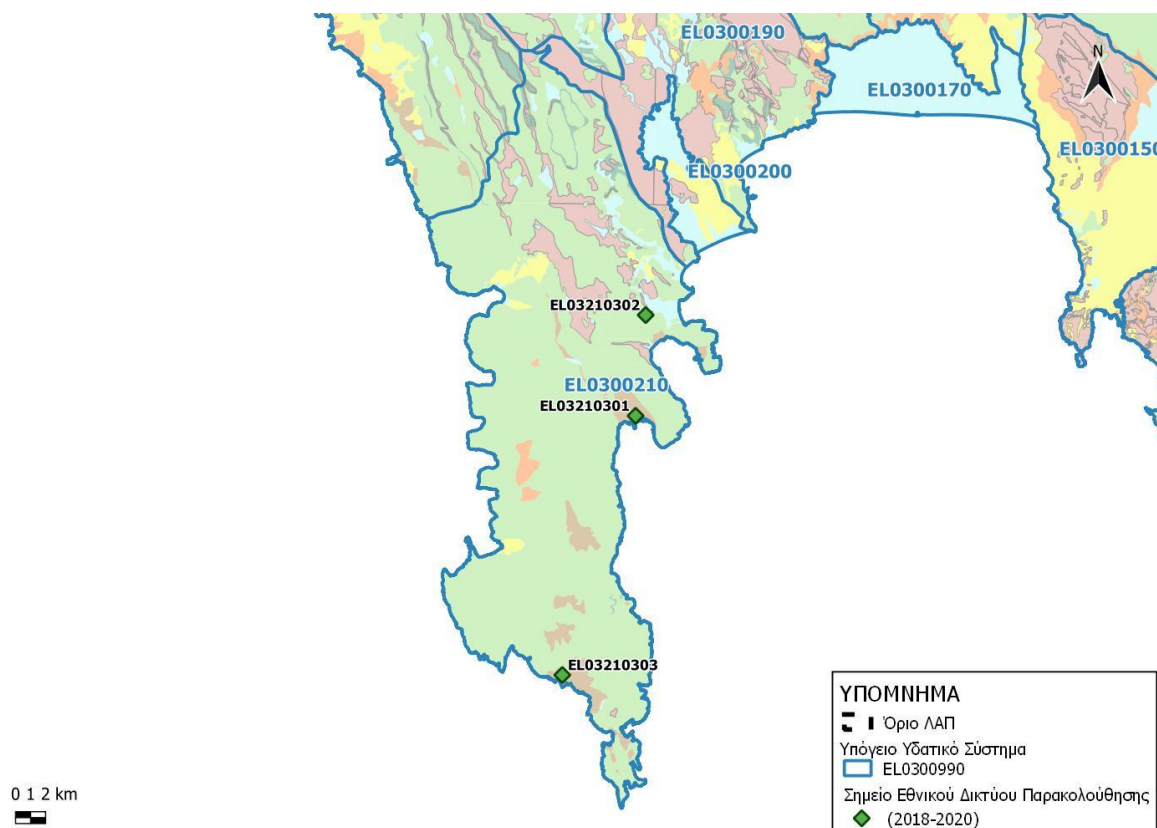 EL0300190
N
EL0300170
EL0300150
EL0300200
EL03210302
EL0300210
EL03210301
EL03210303
ΥΠΟΜΝΗΜΑ
Όριο ΛΑΠ
Υπόγειο Υδατικό Σύστημα
EL0300990
Σημείο Εθνικού Δικτύου Παρακολούθησης
(2018-2020)
0 1 2 km